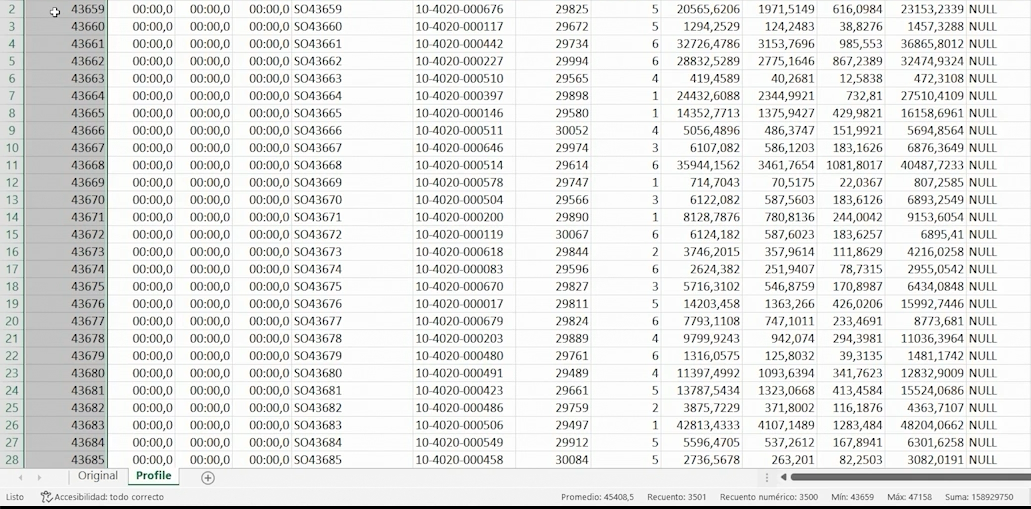 2 43659 00:00,0 00:00,0 00:00,0 SO43659 10-4020-000676 29825 5 20565,6206 1971,5149 616,0984 23153,2339 NULL
3 43660 00:00,0 00:00,0 00:00,0 SO43660 10-4020-000117 29672 5 1294,2529 124,2483 38,8276 1457,3288 NULL
4 43661 00:00,0 00:00,0 00:00,0 SO43661 10-4020-000442 29734 6 32726,4786 3153,7696 985,553 36865,8012 NULL
5 43662 00:00,0 00:00,0 00:00,0 SO43662 10-4020-000227 29994 6 28832,5289 2775,1646 867,2389 32474,9324 NULL
6 43663 00:00,0 00:00,0 00:00,0 SO43663 10-4020-000510 29565 4 419,4589 40,2681 12,5838 472,3108 NULL
7 43664 00:00,0 00:00,0 00:00,0 SO43664 10-4020-000397 29898 1 24432,6088 2344,9921 732,81 27510,4109 NULL
8 43665 00:00,0 00:00,0 00:00,0 SO43665 10-4020-000146 29580 1 14352,7713 1375,9427 429,9821 16158,6961 NULL
9 43666 00:00,0 00:00,0 00:00,0 SO43666 10-4020-000511 30052 4 5056,4896 486,3747 151,9921 5694,8564 NULL
10 43667 00:00,0 00:00,0 00:00,0 SO43667 10-4020-000646 29974 3 6107,082 586,1203 183,1626 6876,3649 NULL
11 43668 00:00,0 00:00,0 00:00,0 SO43668 10-4020-000514 29614 6 35944,1562 3461,7654 1081,8017 40487,7233 NULL
12 43669 00:00,0 00:00,0 00:00,0 SO43669 10-4020-000578 29747 1 714,7043 70,5175 22,0367 807,2585 NULL
13 43670 00:00,0 00:00,0 00:00,0 SO43670 10-4020-000504 29566 3 6122,082 587,5603 183,6126 6893,2549 NULL
14 43671 00:00,0 00:00,0 00:00,0 SO43671 10-4020-000200 29890 1 8128,7876 780,8136 244,0042 9153,6054 NULL
15 43672 00:00,0 00:00,0 00:00,0 SO43672 10-4020-000119 30067 6 6124,182 587,6023 183,6257 6895,41 NULL
16 43673 00:00,0 00:00,0 00:00,0 SO43673 10-4020-000618 29844 2 3746,2015 357,9614 111,8629 4216,0258 NULL
17 43674 00:00,0 00:00,0 00:00,0 SO43674 10-4020-000083 29596 6 2624,382 251,9407 78,7315 2955,0542 NULL
18 43675 00:00,0 00:00,0 00:00,0 SO43675 10-4020-000670 29827 3 5716,3102 546,8759 170,8987 6434,0848 NULL
19 43676 00:00,0 00:00,0 00:00,0 SO43676 10-4020-000017 29811 5 14203,458 1363,266 426,0206 15992,7446 NULL
20 43677 00:00,0 00:00,0 00:00,0 SO43677 10-4020-000679 29824 6 7793,1108 747,1011 233,4691 8773,681 NULL
21 43678 00:00,0 00:00,0 00:00,0 SO43678 10-4020-000203 29889 4 9799,9243 942,074 294,3981 11036,3964 NULL
22 43679 00:00,0 00:00,0 00:00,0 SO43679 10-4020-000480 29761 6 1316,0575 125,8032 39,3135 1481,1742 NULL
23 43680 00:00,0 00:00,0 00:00,0 SO43680 10-4020-000491 29489 4 11397,4992 1093,6394 341,7623 12832,9009 NULL
24 43681 00:00,0 00:00,0 00:00,0 SO43681 10-4020-000423 29661 5 13787,5434 1323,0668 413,4584 15524,0686 NULL
25 43682 00:00,0 00:00,0 00:00,0 SO43682 10-4020-000486 29759 2 3875,7229 371,8002 116,1876 4363,7107 NULL
26 43683 00:00,0 00:00,0 00:00,0 SO43683 10-4020-000506 29497 1 42813,4333 4107,1489 1283,484 48204,0662 NULL
27 43684 00:00,0 00:00,0 00:00,0 SO43684 10-4020-000549 29912 5 5596,4705 537,2612 167,8941 6301,6258 NULL
28 43685 00:00,0 00:00,0 00:00,0 SO43685 10-4020-000458 30084 5 2736,5678 263,201 82,2503 3082,0191 NULL
Original Profile
Listo Accesibilidad: todo correcto Promedio: 45408,5 Recuento: 3501 Recuento numérico: 3500 Mín: 43659 Máx: 47158 Suma: 158929750